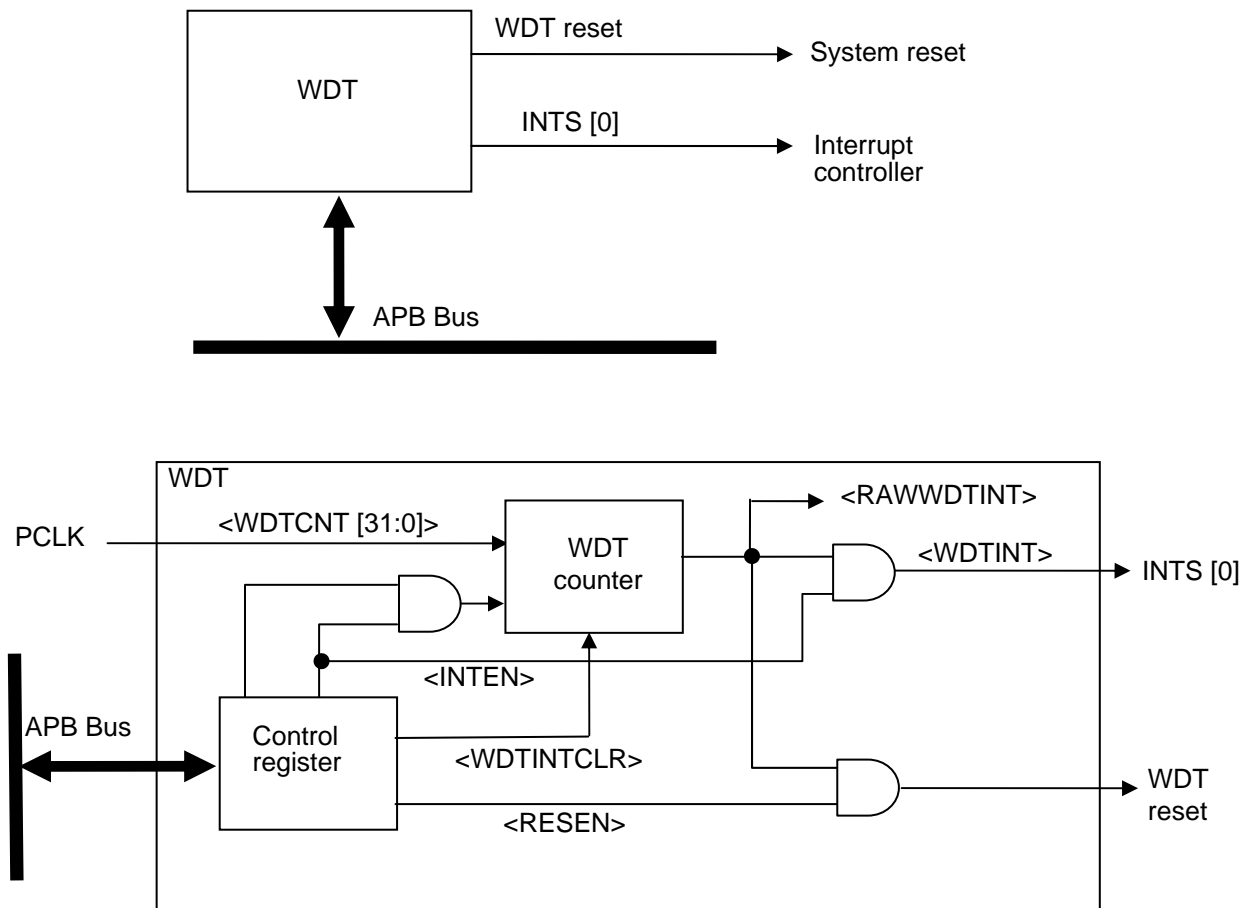 WDT reset
System reset
WDT
INTS [0]
Interrupt
controller
APB Bus
WDT
<RAWWDTINT>
<WDTCNT [31:0]>
PCLK
WDT
counter
<WDTINT>
INTS [0]
<INTEN>
APB Bus
Control
register
<WDTINTCLR>
WDT
reset
<RESEN>